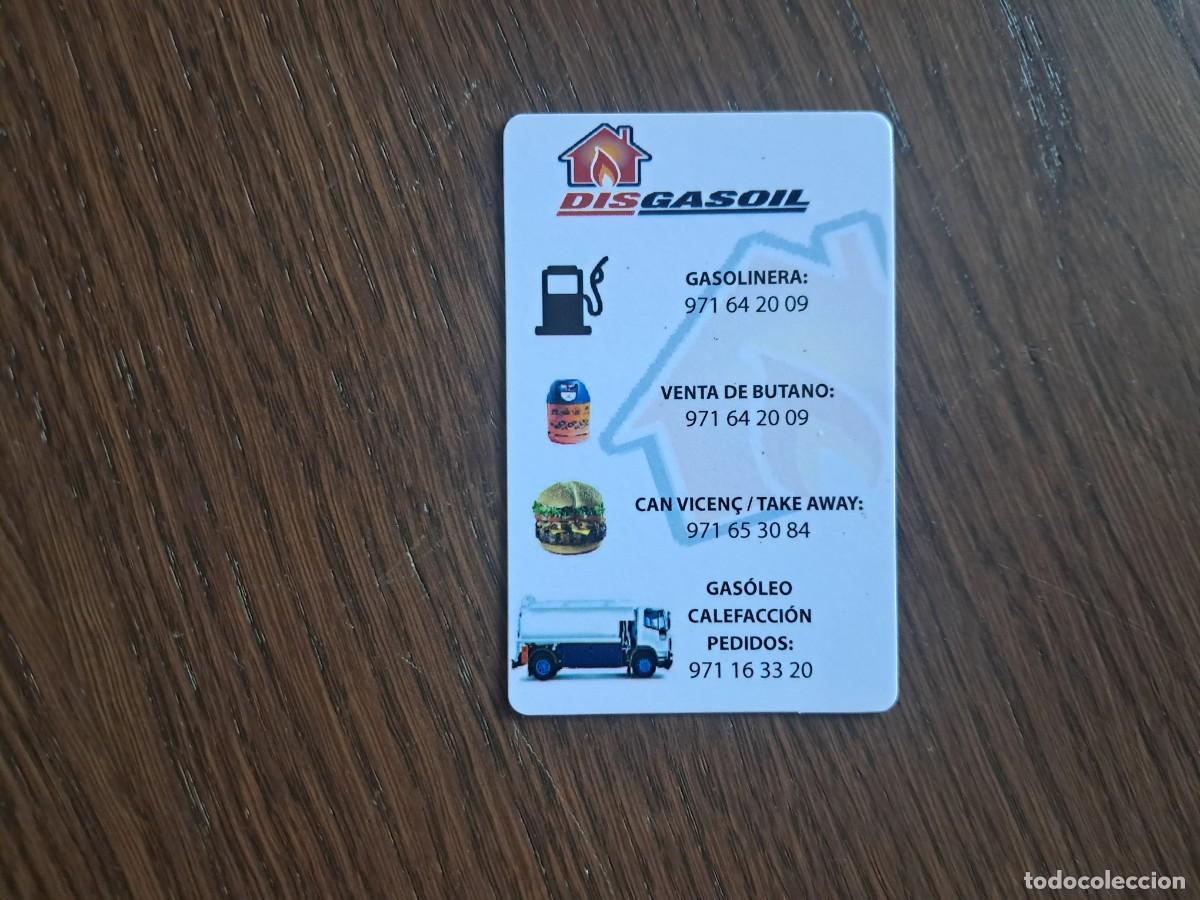 DISGASOIL
GASOLINERA:
971 64 20 09
VENTA DE BUTANO:
971 64 20 09
CAN VICENÇ / TAKE AWAY:
971 65 30 84
GASÓLEO
CALEFACCIÓN
PEDIDOS:
971 16 33 20
todocoleccion